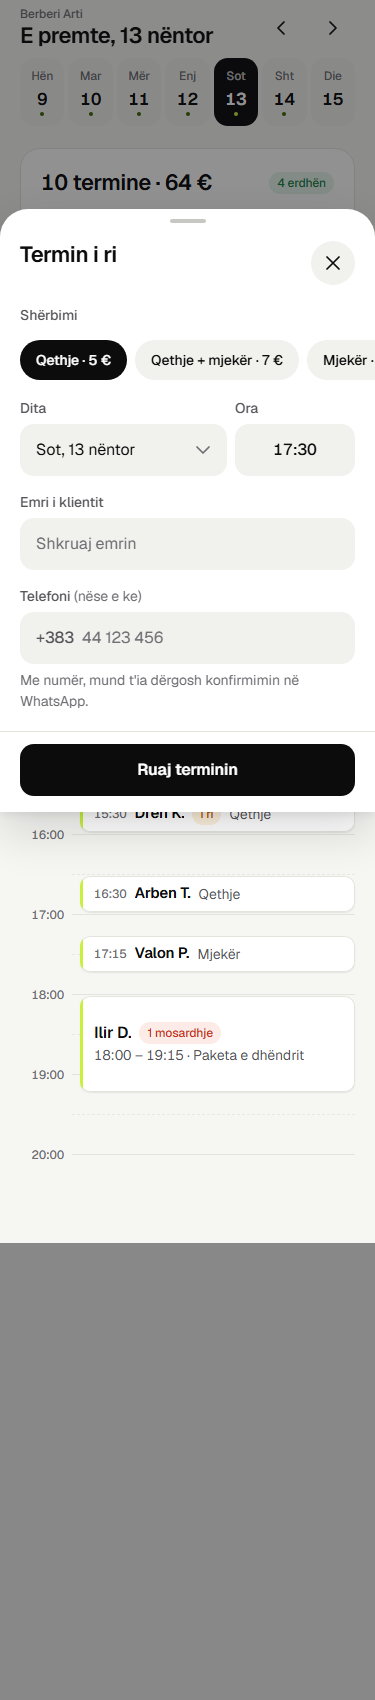 Berberi Arti
E premte, 13 nëntor
Hën Mar Mër Enj Sot Sht Die
9 10 11 12 13 14 15
10 termine · 64 €
4 erdhën
Termin i ri
Shërbimi
Qethje · 5 €
Qethje + mjekër · 7 €
Mjekër ·
Dita
Ora
Sot, 13 nëntor
17:30
Emri i klientit
Shkruaj emrin
Telefoni (nëse e ke)
+383 44 123 456
Me numër, mund t'ia dërgosh konfirmimin në
WhatsApp.
Ruaj terminin
15:30 Dren K. Qethje
16:00
16:30 Arben T. Qethje
17:00
17:15 Valon P. Mjekër
18:00
Ilir D. 1 mosardhje
18:00 – 19:15 · Paketa e dhëndrit
19:00
20:00